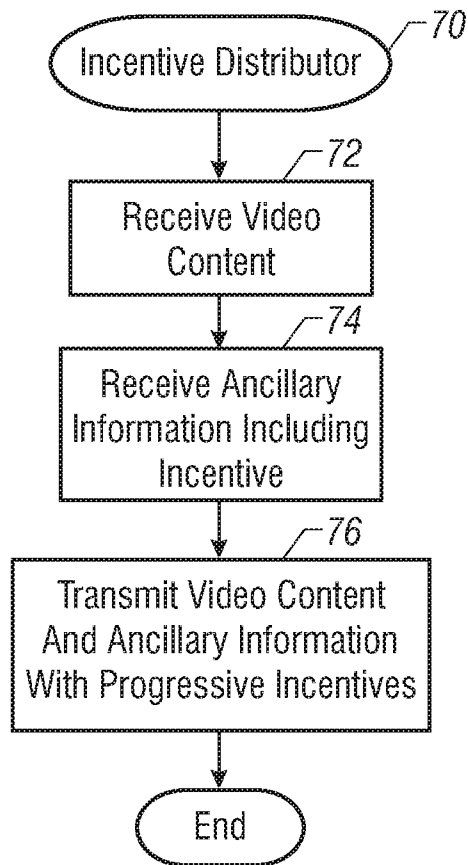 70
Incentive Distributor
72
Receive Video
Content
74
Receive Ancillary
Information Including
Incentive
76
Transmit Video Content
And Ancillary Information
With Progressive Incentives
End